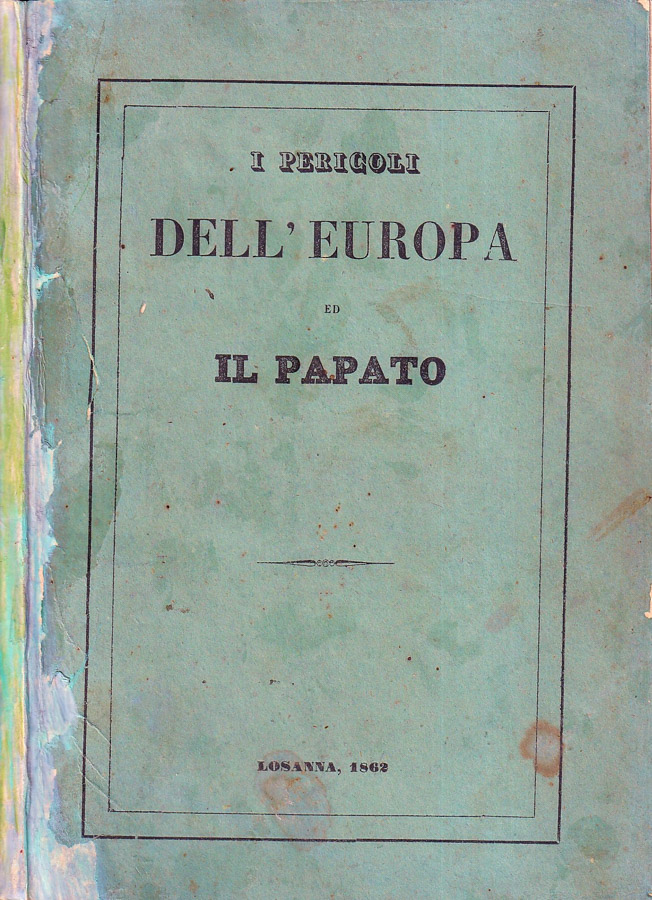 I PERICOLI
DELL' EUROPA
ED
IL PAPATO
LOSANNA, 1862